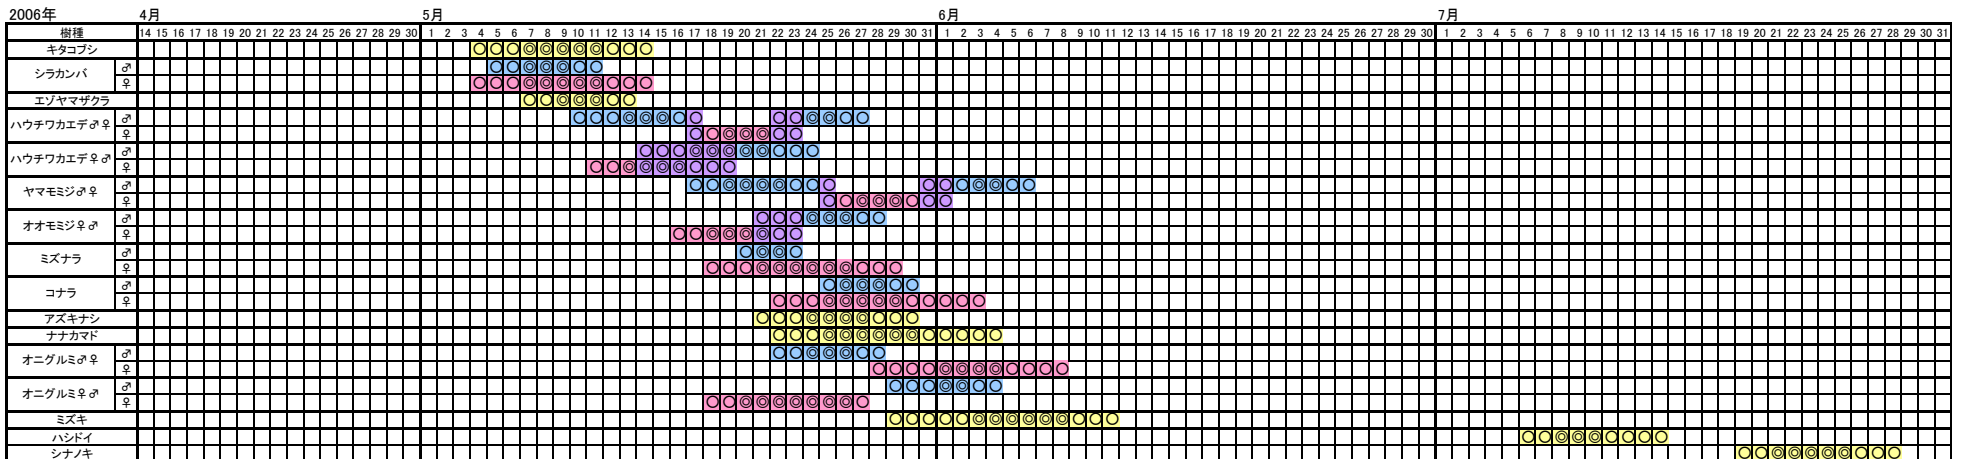 2006年 4月 5月 6月 7月
樹種 14 15 16 17 18 19 20 21 22 23 24 25 26 27 28 29 30 1 2 3 4 5 6 7 8 9 10 11 12 13 14 15 16 17 18 19 20 21 22 23 24 25 26 27 28 29 30 31 1 2 3 4 5 6 7 8 9 10 11 12 13 14 15 16 17 18 19 20 21 22 23 24 25 26 27 28 29 30 1 2 3 4 5 6 7 8 9 10 11 12 13 14 15 16 17 18 19 20 21 22 23 24 25 26 27 28 29 30 31
キタコブシ ○○○◎◎◎◎◎○○○
シラカンバ ♂ ○○◎◎◎○○
♀ ○○○◎◎◎◎◎○○○
エゾヤマザクラ ○○◎◎◎○○
ハウチワカエデ♂♀ ♂ ○○○◎◎◎○○ ○○◎◎○○
♀ ○○◎◎◎○○
ハウチワカエデ♀♂ ♂ ○○○◎◎◎◎◎○○○
♀ ○○◎◎◎◎○○○
ヤマモミジ♂♀ ♂ ○○◎◎◎◎○○○ ○○○◎◎○○
♀ ○○◎◎◎○○○
オオモミジ♀♂ ♂ ○○○◎◎◎○○
♀ ○○◎◎◎◎○○
ミズナラ ♂ ○◎◎○
♀ ○○○◎◎◎◎◎◎○○○
コナラ ♂ ○◎◎◎○○
♀ ○○○◎◎◎◎◎○○○○○
アズキナシ ○○○◎◎◎◎○○○
ナナカマド ○○○◎◎◎◎◎◎○○○○○
オニグルミ♂♀ ♂ ○○◎◎◎○○
♀ ○○○○◎◎◎◎○○○○
オニグルミ♀♂ ♂ ○○○◎◎○○
♀ ○○◎◎◎◎◎◎◎○
ミズキ ○○○○○◎◎◎◎◎◎○○○
ハシドイ ○○◎◎◎○○○○
シナノキ ○○◎◎◎◎◎○○○